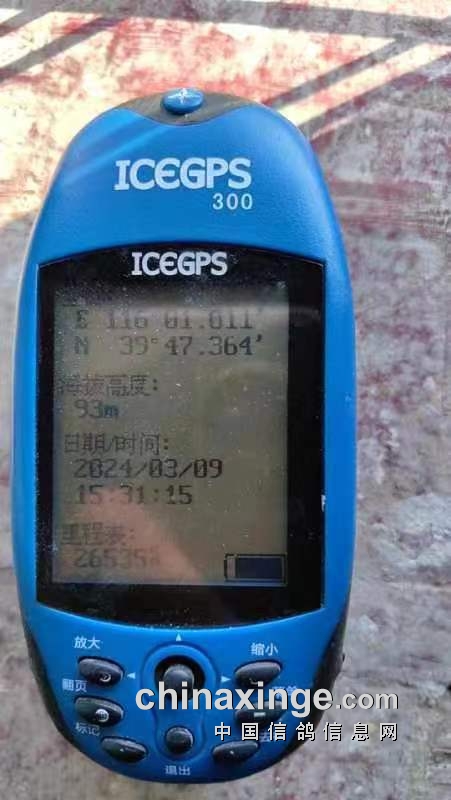 ICEGPS
300
ICEGPS
E 116°01.011'
N 39°47.364'
海拔高度:
93m
日期/时间:
2024/03/09
15:31:15
里程表:
26535
放大
缩小
翻页
标记
退出
chinaxinge.com
中国信鸽信息网